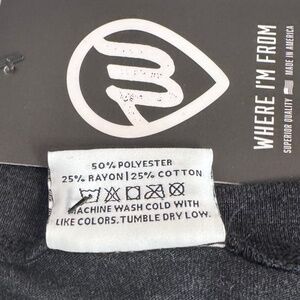 WHERE I'M FROM
SUPERIOR QUALITY MADE IN AMERICA
50% POLYESTER
25% RAYON | 25% COTTON
MACHINE WASH COLD WITH
LIKE COLORS. TUMBLE DRY LOW.